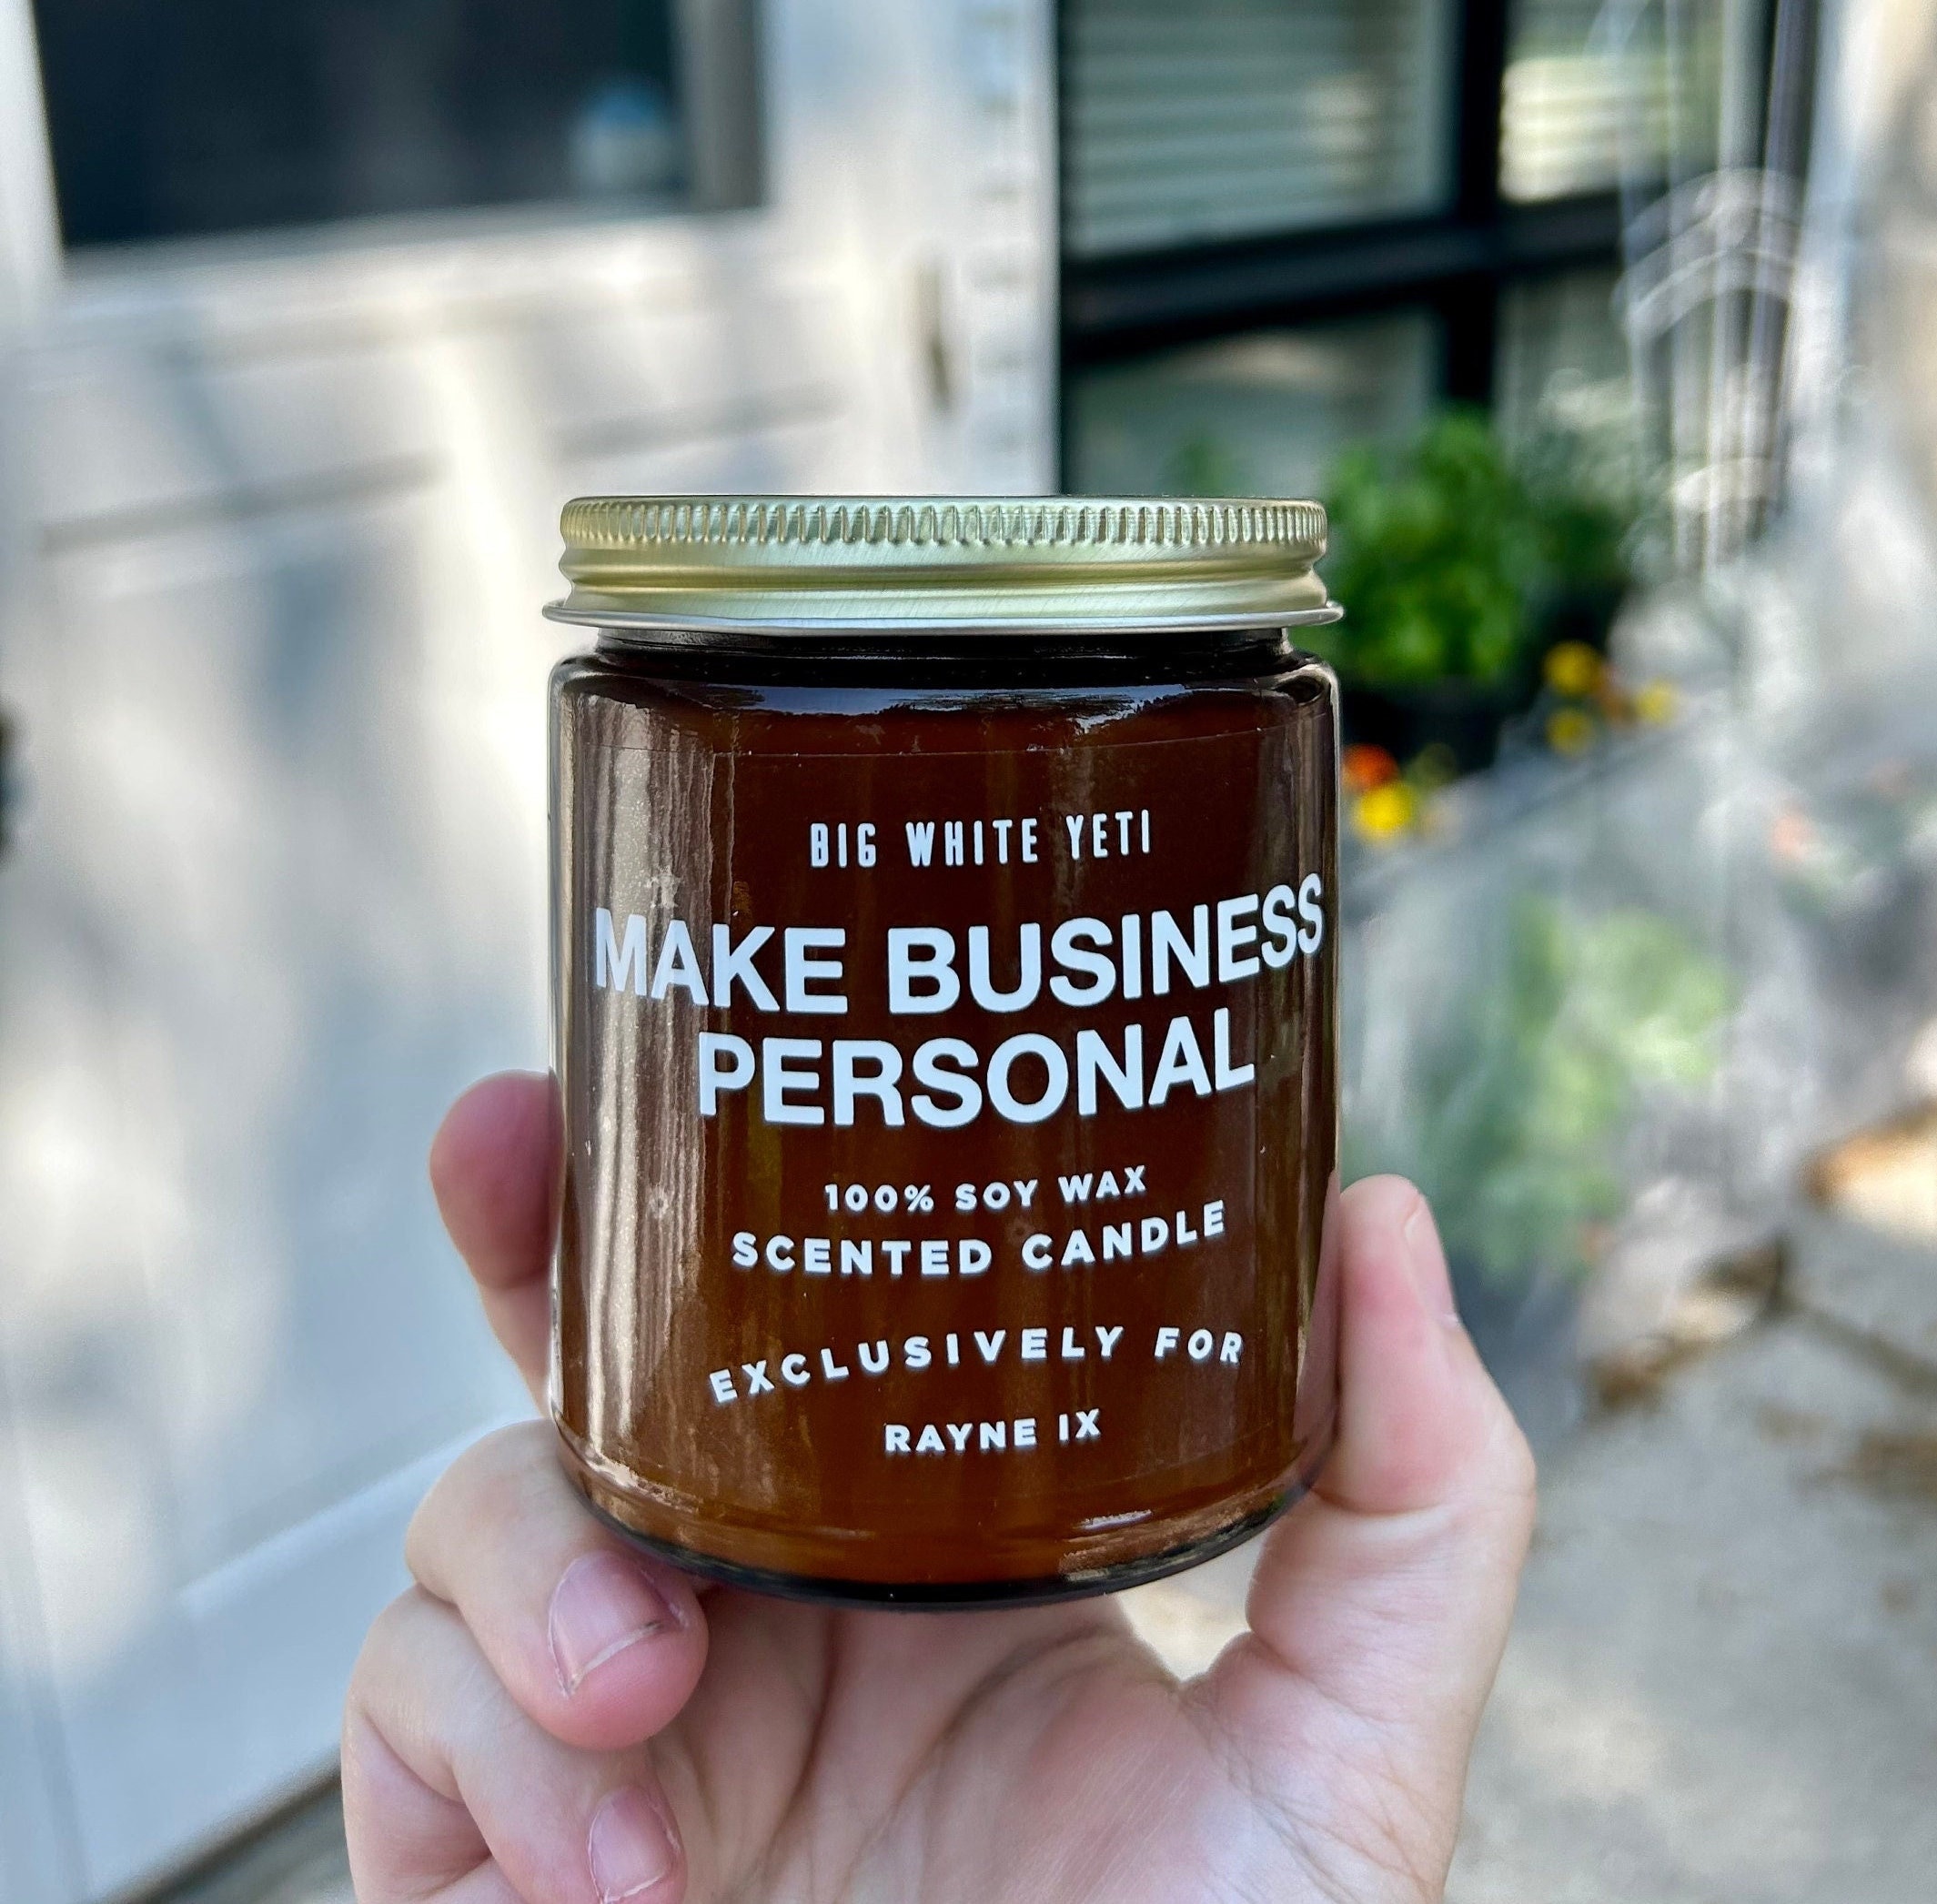 BIG WHITE YETI
MAKE BUSINESS
PERSONAL
100% SOY WAX
SCENTED CANDLE
EXCLUSIVELY FOR
RAYNE IX